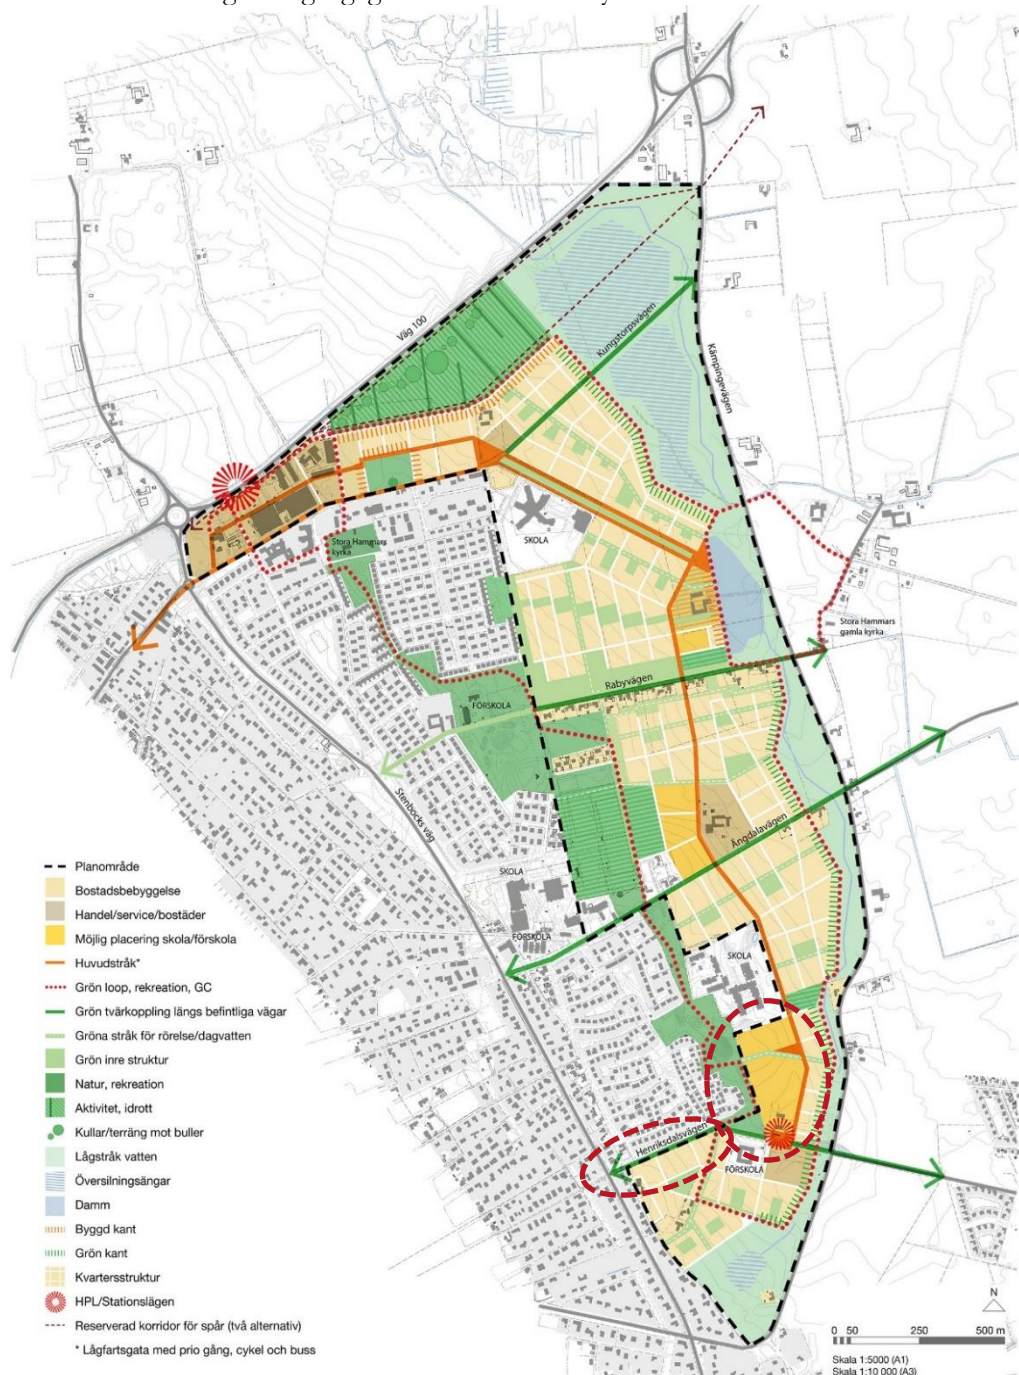 Väg 100
Kungstorpsvägen
Kämpingevägen
SKOLA
Stora Hammars
kyrka
Stora Hammars
gamla kyrka
Rabyvägen
FÖRSKOLA
Stenbocks väg
Ängdalavägen
SKOLA
FÖRSKOLA
SKOLA
Henriksdalsvägen
FÖRSKOLA
Planområde
Bostadsbebyggelse
Handel/service/bostäder
Möjlig placering skola/förskola
Huvudstråk*
Grön loop, rekreation, GC
Grön tvärkoppling längs befintliga vägar
Gröna stråk för rörelse/dagvatten
Grön inre struktur
Natur, rekreation
Aktivitet, idrott
Kullar/terräng mot buller
Lågstråk vatten
Översilningsängar
Damm
Byggd kant
Grön kant
Kvartersstruktur
HPL/Stationslägen
Reserverad korridor för spår (två alternativ)
* Lågfartsgata med prio gång, cykel och buss
N
0 50 250 500 m
Skala 1:5000 (A1)
Skala 1:10 000 (A3)